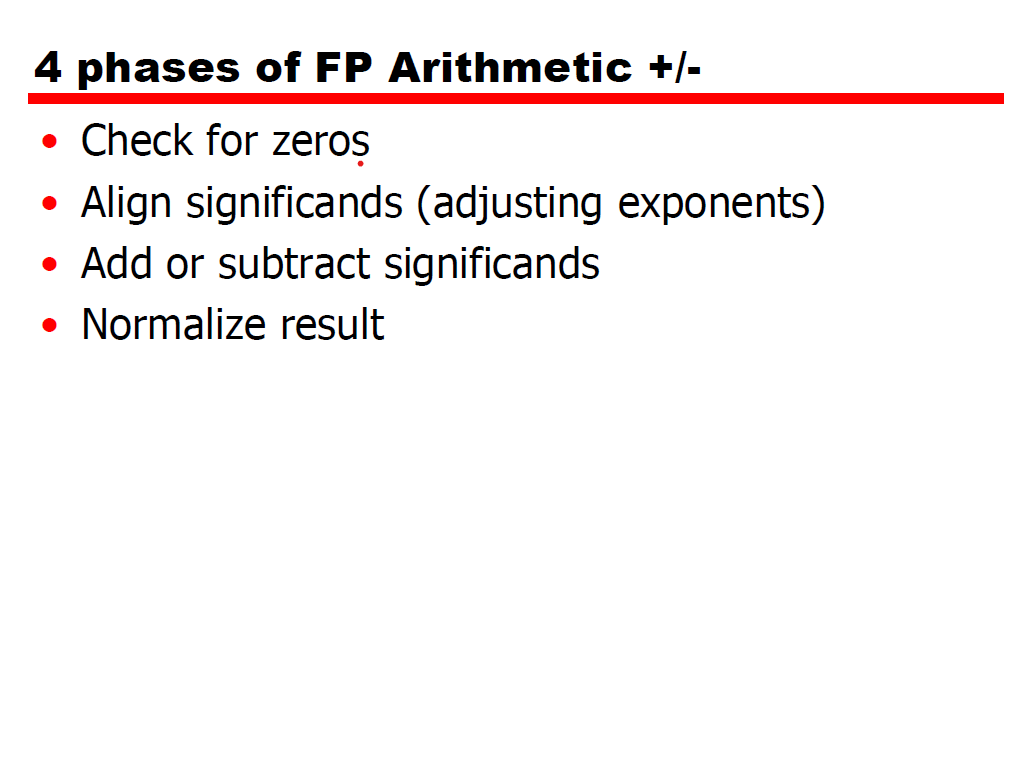 4 phases of FP Arithmetic +/-
• Check for zeros
• Align significands (adjusting exponents)
• Add or subtract significands
• Normalize result